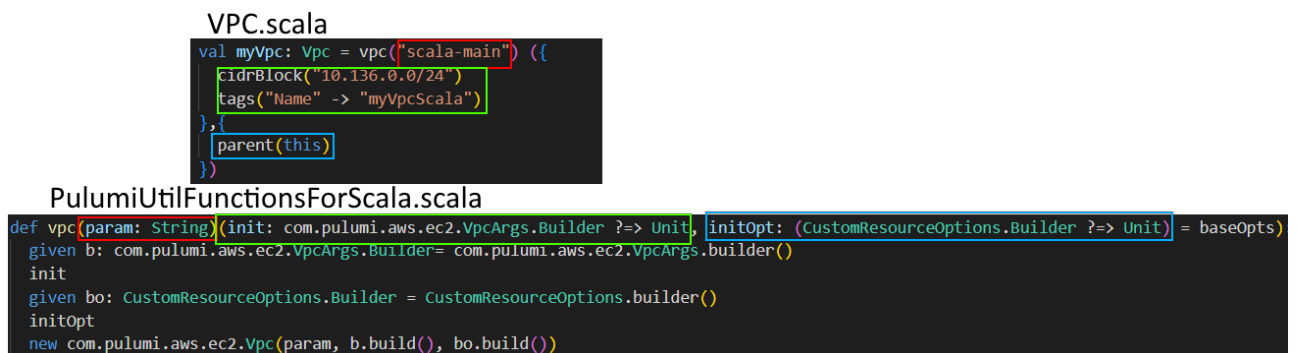 VPC.scala
val myVpc: Vpc = vpc("scala-main") ({
cidrBlock("10.136.0.0/24")
tags("Name" -> "myVpcScala")
},{
parent(this)
})
PulumiUtilFunctionsForScala.scala
def vpc(param: String)(init: com.pulumi.aws.ec2.VpcArgs.Builder ?=> Unit, initOpt: (CustomResourceOptions.Builder ?=> Unit) = baseOpts):
given b: com.pulumi.aws.ec2.VpcArgs.Builder= com.pulumi.aws.ec2.VpcArgs.builder()
init
given bo: CustomResourceOptions.Builder = CustomResourceOptions.builder()
initOpt
new com.pulumi.aws.ec2.Vpc(param, b.build(), bo.build())